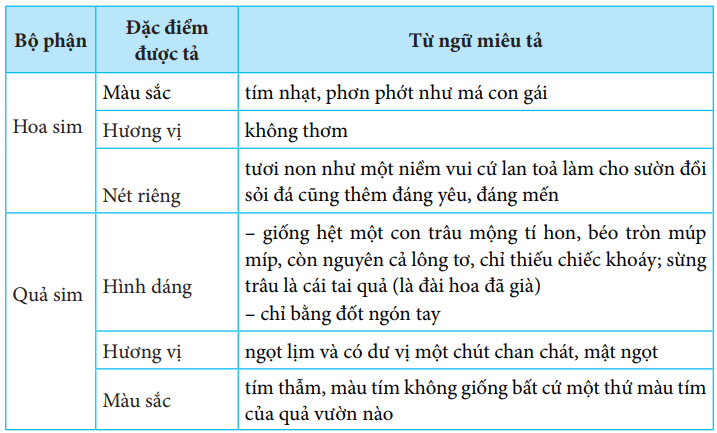 Bộ phận
Đặc điểm
được tả
Từ ngữ miêu tả
Hoa sim
Màu sắc
tím nhạt, phơn phớt như má con gái
Hương vị
không thơm
Nét riêng
tươi non như một niềm vui cứ lan toả làm cho sườn đồi
sỏi đá cũng thêm đáng yêu, đáng mến
Quả sim
Hình dáng
– giống hệt một con trâu mộng tí hon, béo tròn múp
míp, còn nguyên cả lông tơ, chỉ thiếu chiếc khoáy; sừng
trâu là cái tai quả (là đài hoa đã già)
– chỉ bằng đốt ngón tay
Hương vị
ngọt lịm và có dư vị một chút chan chát, mật ngọt
Màu sắc
tím thẫm, màu tím không giống bất cứ một thứ màu tím
của quả vườn nào